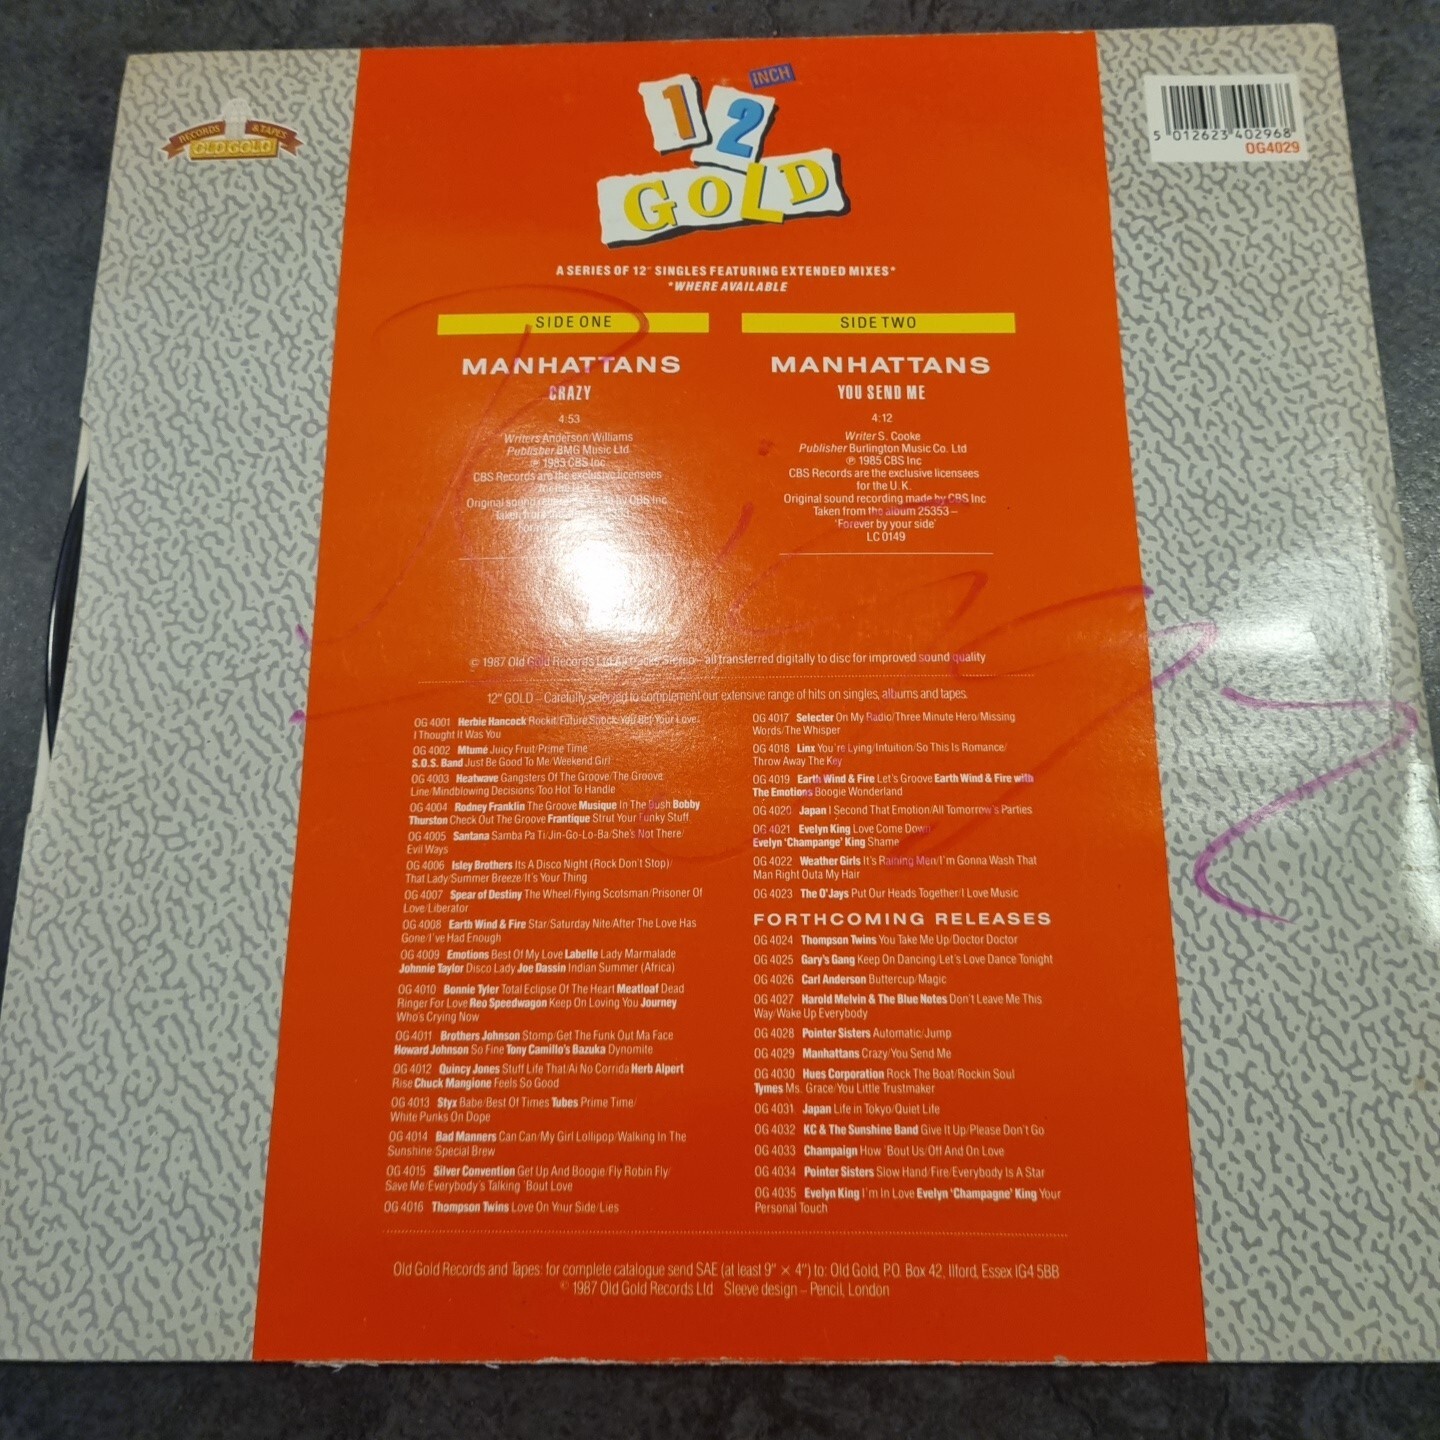 RECORDS & TAPES
OLD GOLD
12 INCH
GOLD
5 012623 402968
OG4029
A SERIES OF 12" SINGLES FEATURING EXTENDED MIXES*
*WHERE AVAILABLE
SIDE ONE
MANHATTANS
CRAZY
4:53
Writers Anderson/Williams
Publisher BMG Music Ltd
℗ 1983 CBS Inc
CBS Records are the exclusive licensees
for the U.K.
Original sound recording made by CBS Inc
Taken from the
SIDE TWO
MANHATTANS
YOU SEND ME
4:12
Writer S. Cooke
Publisher Burlington Music Co. Ltd
℗ 1985 CBS Inc
CBS Records are the exclusive licensees
for the U.K.
Original sound recording made by CBS Inc
Taken from the album 25353 –
'Forever by your side'
LC 0149
© 1987 Old Gold Records Ltd All tracks Stereo – all transferred digitally to disc for improved sound quality
12" GOLD – Carefully selected to complement our extensive range of hits on singles, albums and tapes.
OG 4001 Herbie Hancock Rockit/Future Shock/You Bet Your Love/
I Thought It Was You
OG 4002 Mtume Juicy Fruit/Prime Time
S.O.S. Band Just Be Good To Me/Weekend Girl
OG 4003 Heatwave Gangsters Of The Groove/The Groove
Line/Mindblowing Decisions/Too Hot To Handle
OG 4004 Rodney Franklin The Groove Musique In The Bush Bobby
Thurston Check Out The Groove Frantique Strut Your Funky Stuff
OG 4005 Santana Samba Pa Ti/Jin-Go-Lo-Ba/She's Not There/
Evil Ways
OG 4006 Isley Brothers Its A Disco Night (Rock Don't Stop)/
That Lady/Summer Breeze/It's Your Thing
OG 4007 Spear of Destiny The Wheel/Flying Scotsman/Prisoner Of
Love/Liberator
OG 4008 Earth Wind & Fire Star/Saturday Nite/After The Love Has
Gone/I've Had Enough
OG 4009 Emotions Best Of My Love Labelle Lady Marmalade
Johnnie Taylor Disco Lady Joe Dassin Indian Summer (Africa)
OG 4010 Bonnie Tyler Total Eclipse Of The Heart Meatloaf Dead
Ringer For Love Reo Speedwagon Keep On Loving You Journey
Who's Crying Now
OG 4011 Brothers Johnson Stomp/Get The Funk Out Ma Face
Howard Johnson So Fine Tony Camillo's Bazuka Dynomite
OG 4012 Quincy Jones Stuff Life That/Ai No Corrida Herb Alpert
Rise Chuck Mangione Feels So Good
OG 4013 Styx Babe/Best Of Times Tubes Prime Time/
White Punks On Dope
OG 4014 Bad Manners Can Can/My Girl Lollipop/Walking In The
Sunshine/Special Brew
OG 4015 Silver Convention Get Up And Boogie/Fly Robin Fly/
Save Me/Everybody's Talking 'Bout Love
OG 4016 Thompson Twins Love On Your Side/Lies
OG 4017 Selecter On My Radio/Three Minute Hero/Missing
Words/The Whisper
OG 4018 Linx You're Lying/Intuition/So This Is Romance/
Throw Away The Key
OG 4019 Earth Wind & Fire Let's Groove Earth Wind & Fire with
The Emotions Boogie Wonderland
OG 4020 Japan I Second That Emotion/All Tomorrow's Parties
OG 4021 Evelyn King Love Come Down
Evelyn 'Champange' King Shame
OG 4022 Weather Girls It's Raining Men/I'm Gonna Wash That
Man Right Outa My Hair
OG 4023 The O'Jays Put Our Heads Together/I Love Music
FORTHCOMING RELEASES
OG 4024 Thompson Twins You Take Me Up/Doctor Doctor
OG 4025 Gary's Gang Keep On Dancing/Let's Love Dance Tonight
OG 4026 Carl Anderson Buttercup/Magic
OG 4027 Harold Melvin & The Blue Notes Don't Leave Me This
Way/Wake Up Everybody
OG 4028 Pointer Sisters Automatic/Jump
OG 4029 Manhattans Crazy/You Send Me
OG 4030 Hues Corporation Rock The Boat/Rockin Soul
Tymes Ms. Grace/You Little Trustmaker
OG 4031 Japan Life in Tokyo/Quiet Life
OG 4032 KC & The Sunshine Band Give It Up/Please Don't Go
OG 4033 Champaign How 'Bout Us/Off And On Love
OG 4034 Pointer Sisters Slow Hand/Fire/Everybody Is A Star
OG 4035 Evelyn King I'm In Love Evelyn 'Champagne' King Your
Personal Touch
Old Gold Records and Tapes: for complete catalogue send SAE (at least 9" × 4") to: Old Gold, P.O. Box 42, Ilford, Essex IG4 5BB
© 1987 Old Gold Records Ltd Sleeve design – Pencil, London